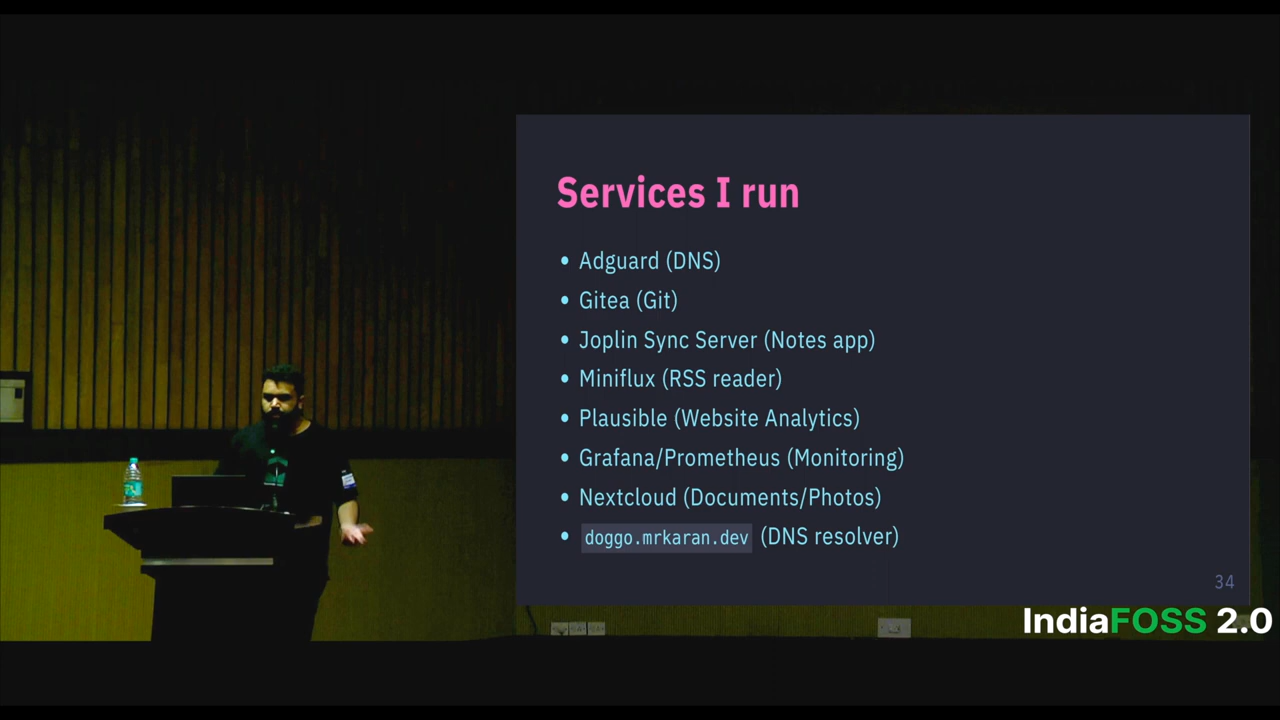 Services I run
• Adguard (DNS)
• Gitea (Git)
• Joplin Sync Server (Notes app)
• Miniflux (RSS reader)
• Plausible (Website Analytics)
• Grafana/Prometheus (Monitoring)
• Nextcloud (Documents/Photos)
• doggo.mrkaran.dev (DNS resolver)
34
IndiaFOSS 2.0